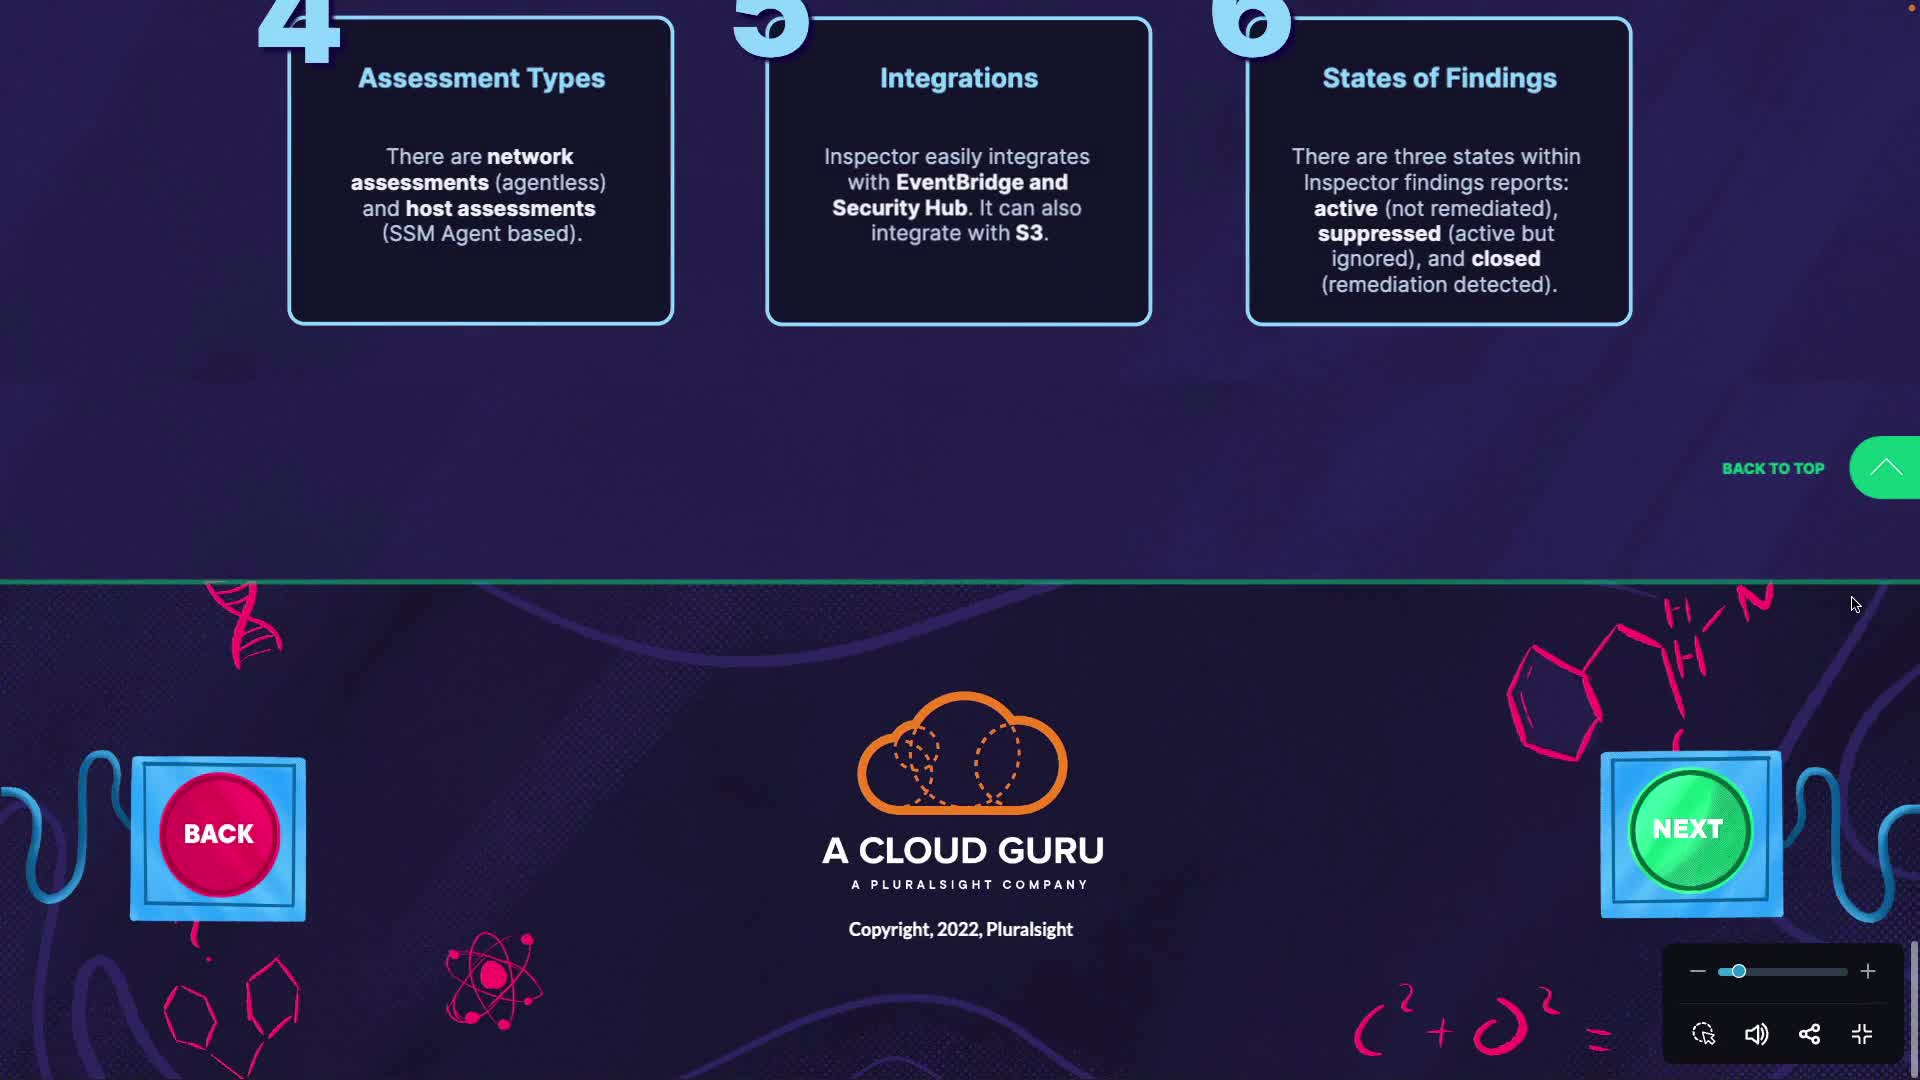 4
Assessment Types
There are network
assessments (agentless)
and host assessments
(SSM Agent based).
5
Integrations
Inspector easily integrates
with EventBridge and
Security Hub. It can also
integrate with S3.
6
States of Findings
There are three states within
Inspector findings reports:
active (not remediated),
suppressed (active but
ignored), and closed
(remediation detected).
BACK TO TOP
H - N
H
BACK
A CLOUD GURU
A PLURALSIGHT COMPANY
Copyright, 2022, Pluralsight
NEXT
C² + O² =